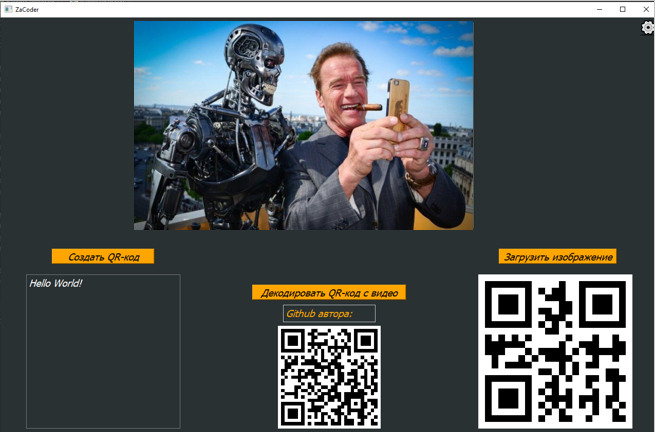 ZaCoder
Создать QR-код
Загрузить изображение
Hello World!
Декодировать QR-код с видео
Github автора: